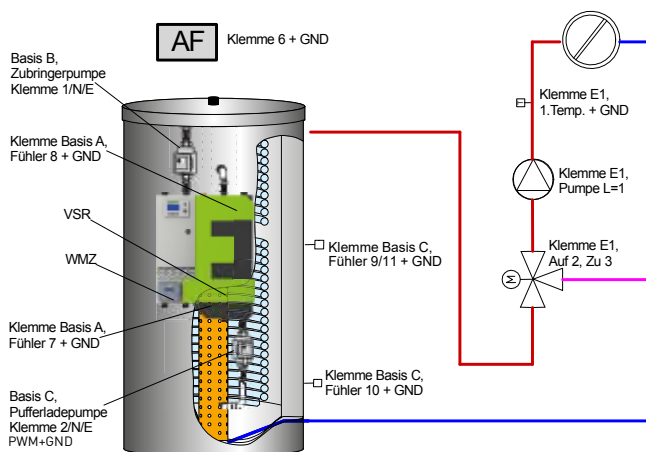 AF
Klemme 6 + GND
Basis B,
Zubringerpumpe
Klemme 1/N/E
Klemme Basis A,
Fühler 8 + GND
VSR
WMZ
Klemme Basis A,
Fühler 7 + GND
Basis C,
Pufferladepumpe
Klemme 2/N/E
PWM+GND
Klemme Basis C,
Fühler 9/11 + GND
Klemme Basis C,
Fühler 10 + GND
Klemme E1,
1.Temp. + GND
Klemme E1,
Pumpe L=1
Klemme E1,
Auf 2, Zu 3
M